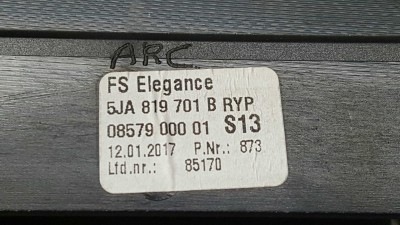 ARC
FS Elegance
5JA 819 701 B RYP
08579 000 01 S13
12.01.2017 P.Nr.: 873
Lfd.nr.: 85170